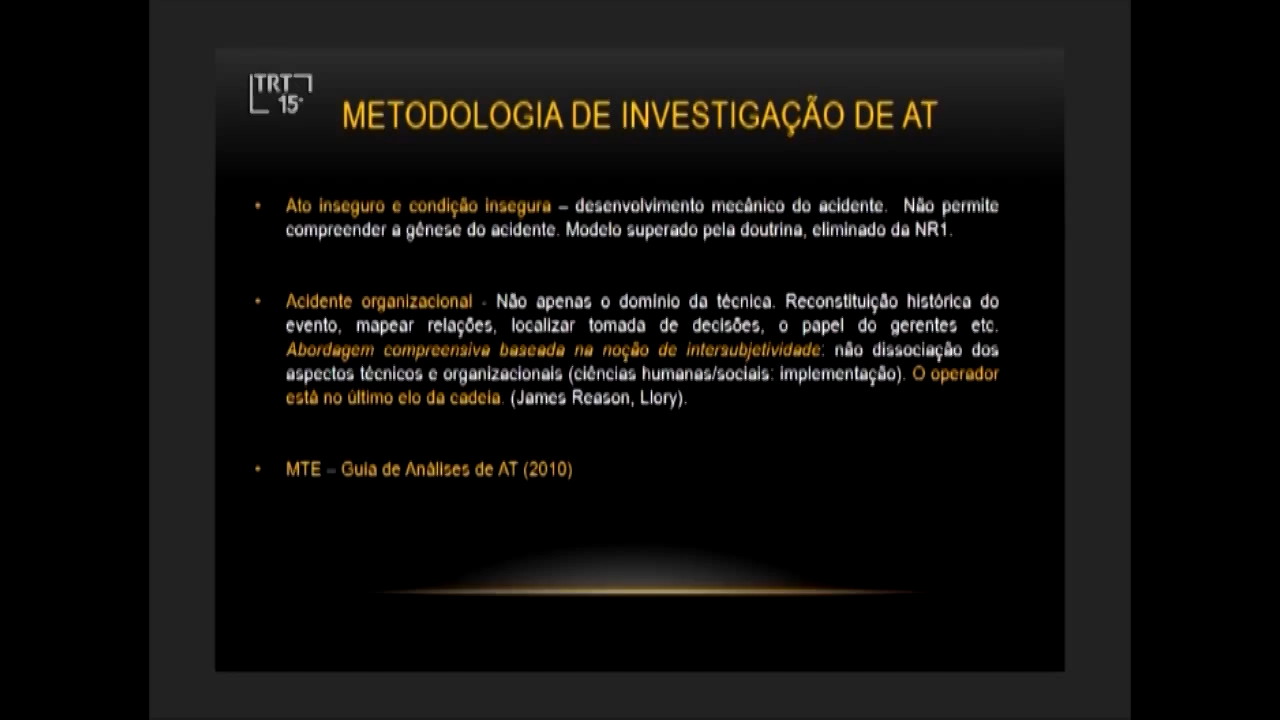 TRT
15ª
METODOLOGIA DE INVESTIGAÇÃO DE AT
• Ato inseguro e condição insegura – desenvolvimento mecânico do acidente. Não permite
compreender a gênese do acidente. Modelo superado pela doutrina, eliminado da NR1.
• Acidente organizacional - Não apenas o domínio da técnica. Reconstituição histórica do
evento, mapear relações, localizar tomada de decisões, o papel do gerentes etc.
Abordagem compreensiva baseada na noção de intersubjetividade: não dissociação dos
aspectos técnicos e organizacionais (ciências humanas/sociais: implementação). O operador
está no último elo da cadeia. (James Reason, Llory).
• MTE – Guia de Análises de AT (2010)